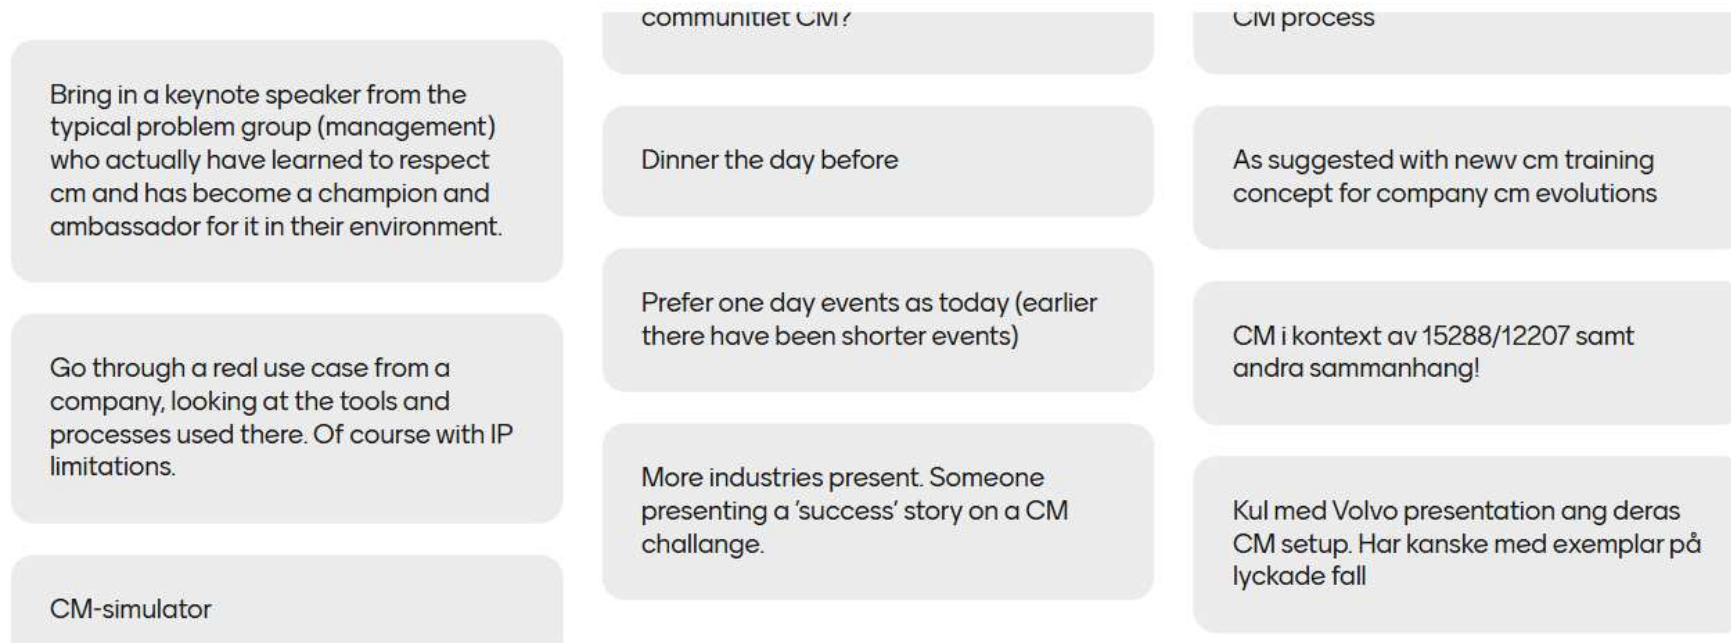 Bring in a keynote speaker from the
typical problem group (management)
who actually have learned to respect
cm and has become a champion and
ambassador for it in their environment.
Go through a real use case from a
company, looking at the tools and
processes used there. Of course with IP
limitations.
CM-simulator
communitiet CM?
Dinner the day before
Prefer one day events as today (earlier
there have been shorter events)
More industries present. Someone
presenting a 'success' story on a CM
challange.
CM process
As suggested with newv cm training
concept for company cm evolutions
CM i kontext av 15288/12207 samt
andra sammanhang!
Kul med Volvo presentation ang deras
CM setup. Har kanske med exemplar på
lyckade fall